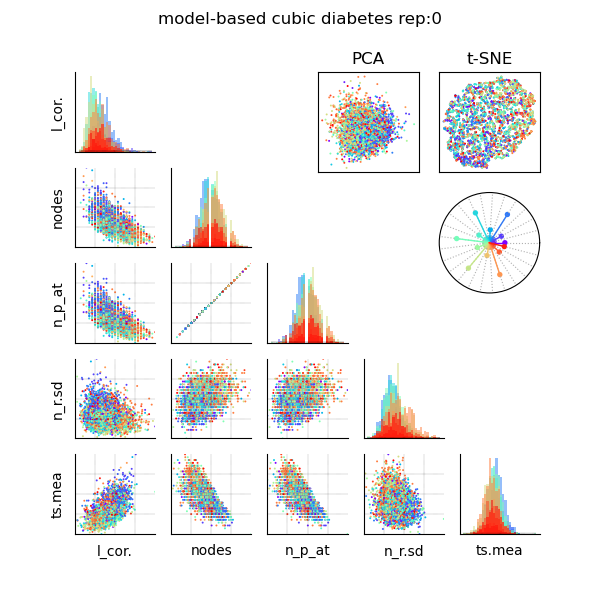 model-based cubic diabetes rep:0
PCA
t-SNE
l_cor.
nodes
n_p_at
n_r.sd
ts.mea
l_cor.
nodes
n_p_at
n_r.sd
ts.mea